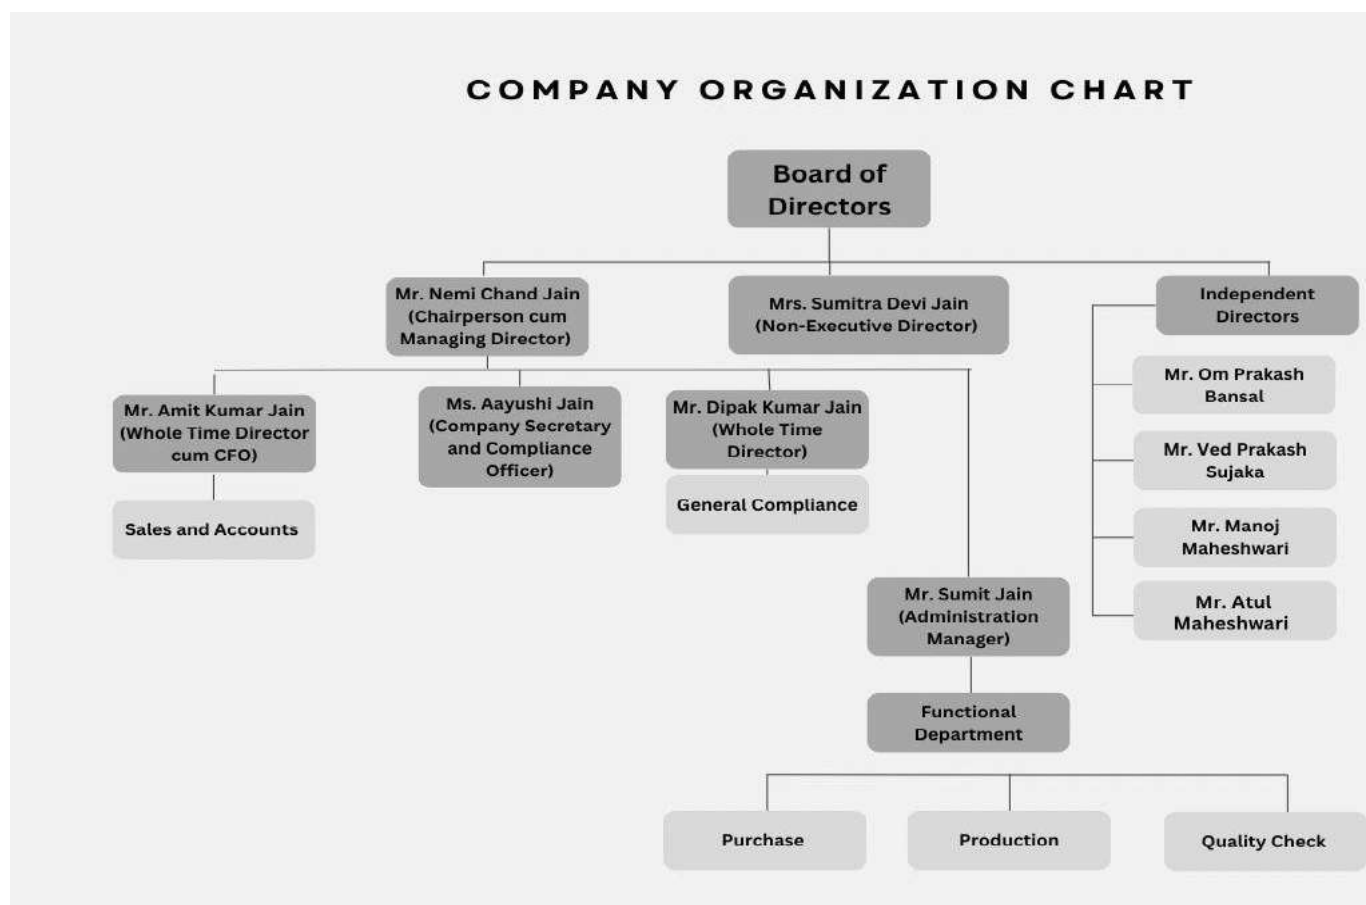 COMPANY ORGANIZATION CHART
Board of
Directors
Mr. Nemi Chand Jain
(Chairperson cum
Managing Director)
Mrs. Sumitra Devi Jain
(Non-Executive Director)
Independent
Directors
Mr. Om Prakash
Bansal
Mr. Ved Prakash
Sujaka
Mr. Manoj
Maheshwari
Mr. Atul
Maheshwari
Mr. Amit Kumar Jain
(Whole Time Director
cum CFO)
Sales and Accounts
Ms. Aayushi Jain
(Company Secretary
and Compliance
Officer)
Mr. Dipak Kumar Jain
(Whole Time
Director)
General Compliance
Mr. Sumit Jain
(Administration
Manager)
Functional
Department
Purchase
Production
Quality Check